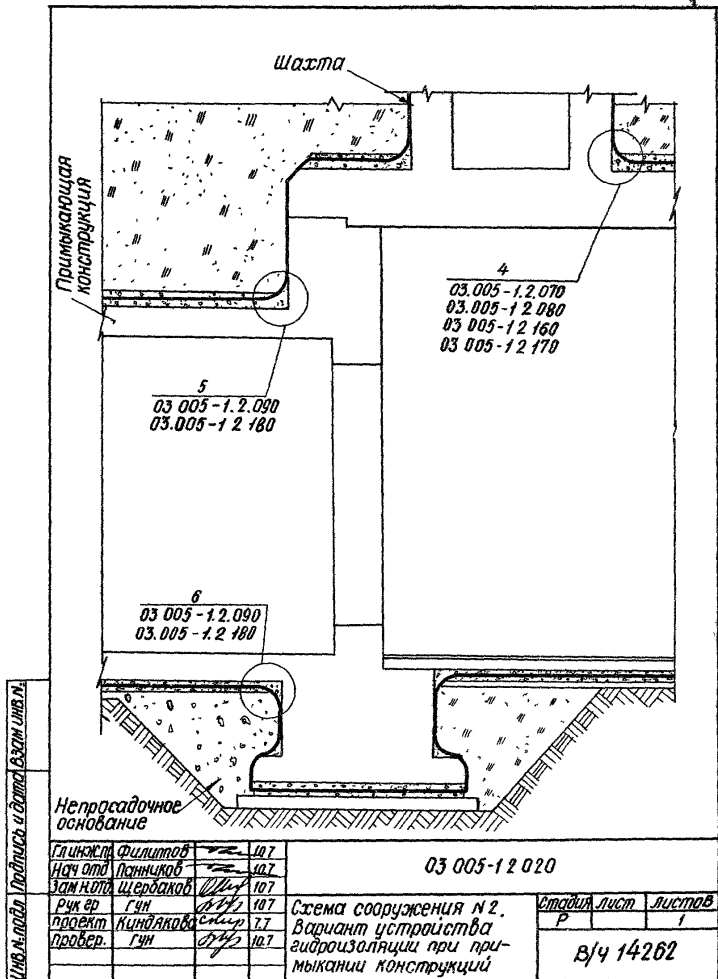 Шахта
Примыкающая
конструкция
4
03.005-1.2.070
03.005-1 2 080
03 005-1 2 160
03 005-1 2 170
5
03 005-1.2.090
03.005-1 2 180
6
03 005-1.2.090
03.005-1.2 180
Непросадочное
основание
Инв.N.подл. Подпись и дата Взам инв.N.
Гл инж.пр Филиппов 10.7
Нач отд Панников 10.7
Зам н.отд Щербаков 10.7
Рук гр Гун 10.7
проект Киндякова 7.7
Провер. Гун 10.7
03 005-1 2 020
Схема сооружения N 2.
Вариант устройства
гидроизоляции при при-
мыкании конструкций
Стадия Лист Листов
Р 1
В/ч 14262